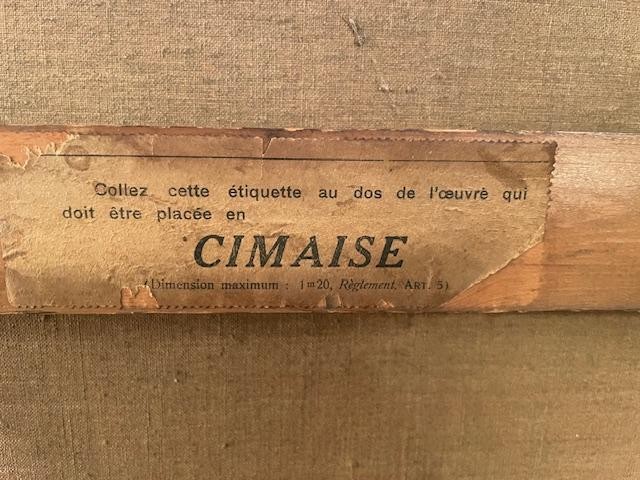 Collez cette étiquette au dos de l'œuvre qui
doit être placée en
CIMAISE
(Dimension maximum : 1m20, Règlement, ART. 5)